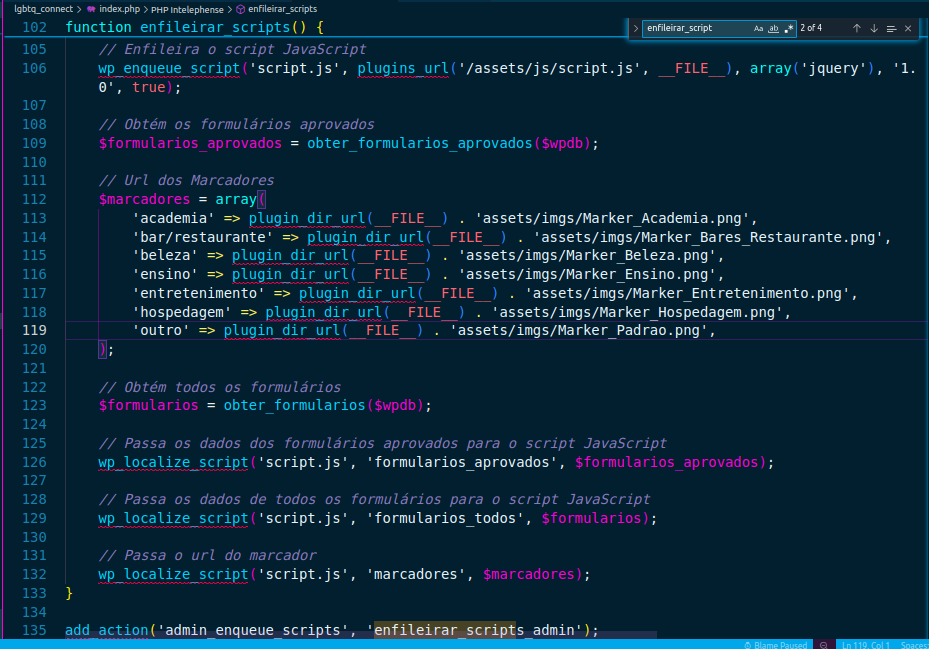 lgbtq_connect > index.php > PHP Intelephense > enfileirar_scripts
102 function enfileirar_scripts() {
enfileirar_script Aa ab .* 2 of 4
105 // Enfileira o script JavaScript
106 wp_enqueue_script('script.js', plugins_url('/assets/js/script.js', __FILE__), array('jquery'), '1.
0', true);
107
108 // Obtém os formulários aprovados
109 $formularios_aprovados = obter_formularios_aprovados($wpdb);
110
111 // Url dos Marcadores
112 $marcadores = array(
113 'academia' => plugin_dir_url(__FILE__) . 'assets/imgs/Marker_Academia.png',
114 'bar/restaurante' => plugin_dir_url(__FILE__) . 'assets/imgs/Marker_Bares_Restaurante.png',
115 'beleza' => plugin_dir_url(__FILE__) . 'assets/imgs/Marker_Beleza.png',
116 'ensino' => plugin_dir_url(__FILE__) . 'assets/imgs/Marker_Ensino.png',
117 'entretenimento' => plugin_dir_url(__FILE__) . 'assets/imgs/Marker_Entretenimento.png',
118 'hospedagem' => plugin_dir_url(__FILE__) . 'assets/imgs/Marker_Hospedagem.png',
119 'outro' => plugin_dir_url(__FILE__) . 'assets/imgs/Marker_Padrao.png',
120 );
121
122 // Obtém todos os formulários
123 $formularios = obter_formularios($wpdb);
124
125 // Passa os dados dos formulários aprovados para o script JavaScript
126 wp_localize_script('script.js', 'formularios_aprovados', $formularios_aprovados);
127
128 // Passa os dados de todos os formulários para o script JavaScript
129 wp_localize_script('script.js', 'formularios_todos', $formularios);
130
131 // Passa o url do marcador
132 wp_localize_script('script.js', 'marcadores', $marcadores);
133 }
134
135 add_action('admin_enqueue_scripts', 'enfileirar_scripts_admin');
Blame Paused Ln 119, Col 1 Spaces